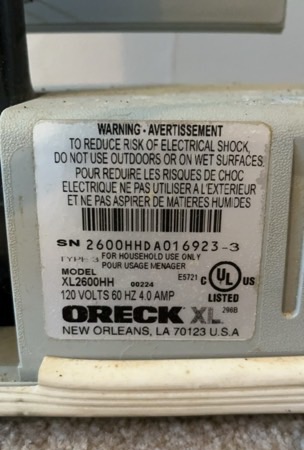 WARNING - AVERTISSEMENT
TO REDUCE RISK OF ELECTRICAL SHOCK,
DO NOT USE OUTDOORS OR ON WET SURFACES
POUR REDUIRE LES RISQUES DE CHOC
ELECTRIQUE NE PAS UTILISER A L'EXTERIEUR
ET NE PAS ASPIRER DE MATIERES HUMIDES
SN 2600HHDA016923-3
TYPE 3 FOR HOUSEHOLD USE ONLY
POUR USAGE MENAGER
MODEL E5721
XL2600HH 00224
C UL US
120 VOLTS 60 HZ 4.0 AMP LISTED
ORECK XL 298B
NEW ORLEANS, LA 70123 U.S.A